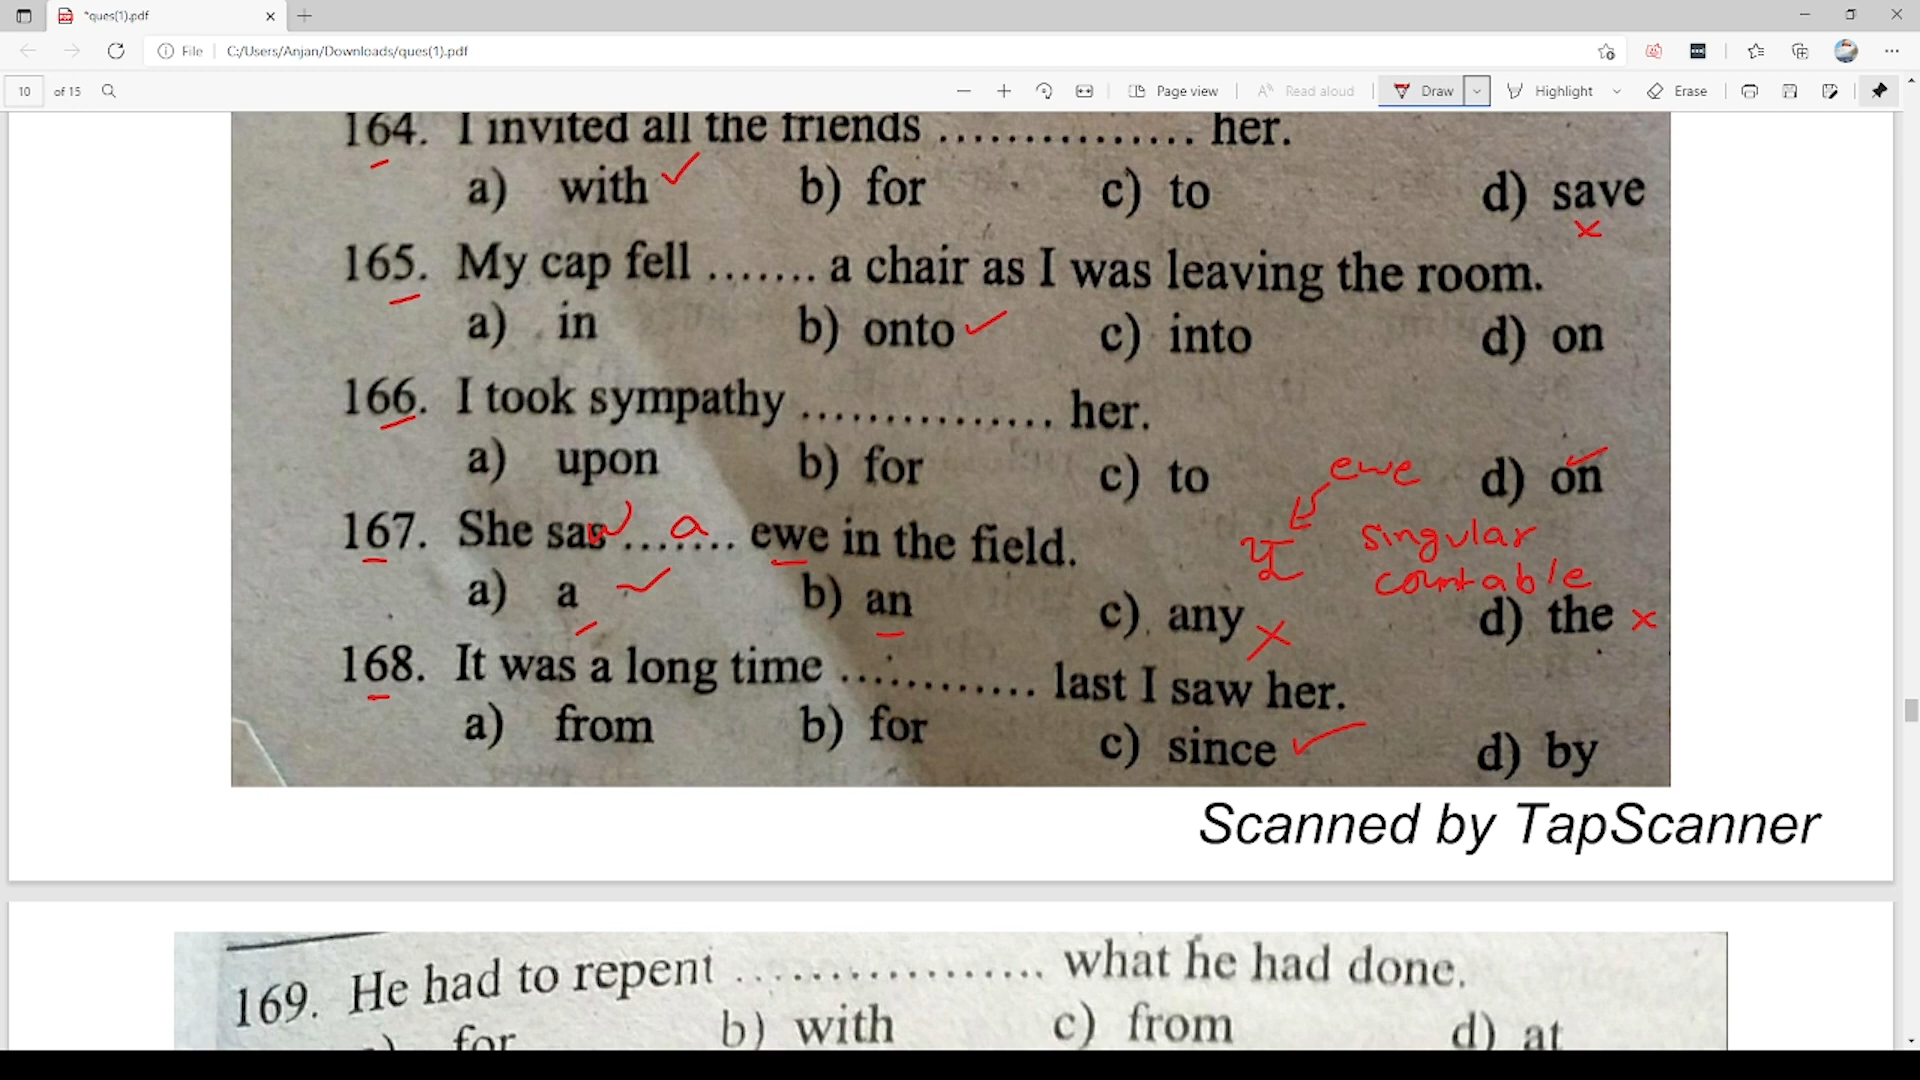 *ques(1).pdf
File C:/Users/Anjan/Downloads/ques(1).pdf
10 of 15 Page view Read aloud Draw Highlight Erase
164. I invited all the friends ............... her.
a) with b) for c) to d) save
165. My cap fell ....... a chair as I was leaving the room.
a) in b) onto c) into d) on
166. I took sympathy ............... her.
a) upon b) for c) to d) on
ewe
167. She saw ....... ewe in the field.
a
singular
countable
a) a b) an c) any d) the
168. It was a long time ............ last I saw her.
a) from b) for c) since d) by
Scanned by TapScanner
169. He had to repent .................. what he had done.
for b) with c) from d) at